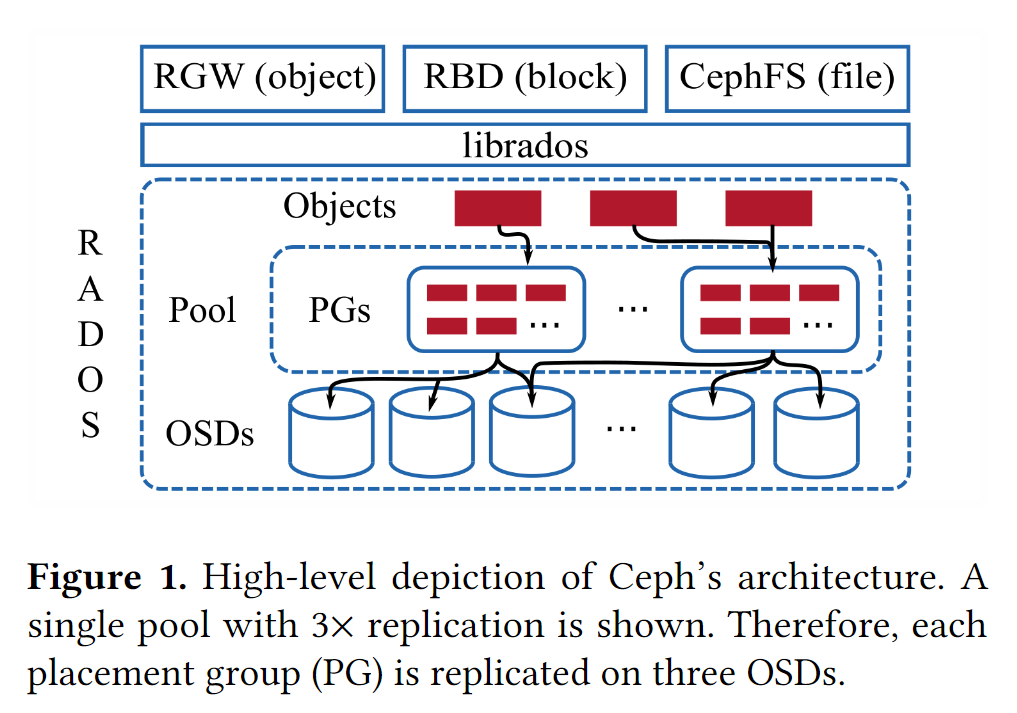 RGW (object) RBD (block) CephFS (file)
librados
Objects
RADOS
Pool PGs ... ... ...
OSDs ...
Figure 1. High-level depiction of Ceph's architecture. A
single pool with 3× replication is shown. Therefore, each
placement group (PG) is replicated on three OSDs.